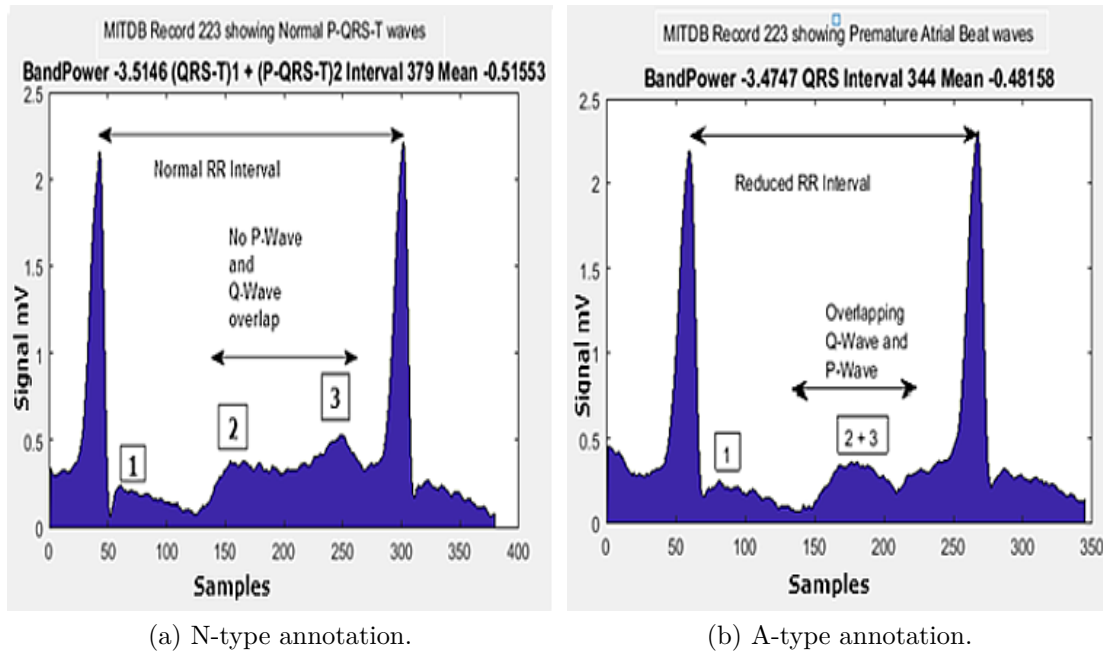 MITDB Record 223 showing Normal P-QRS-T waves
BandPower -3.5146 (QRS-T)1 + (P-QRS-T)2 Interval 379 Mean -0.51553
2.5
2
1.5
1
0.5
0
Signal mV
Normal RR Interval
No P-Wave
and
Q-Wave
overlap
1
2
3
0 50 100 150 200 250 300 350 400
Samples
(a) N-type annotation.
MITDB Record 223 showing Premature Atrial Beat waves
BandPower -3.4747 QRS Interval 344 Mean -0.48158
2.5
2
1.5
1
0.5
0
Signal mV
Reduced RR Interval
Overlapping
Q-Wave and
P-Wave
1
2 + 3
0 50 100 150 200 250 300 350
Samples
(b) A-type annotation.